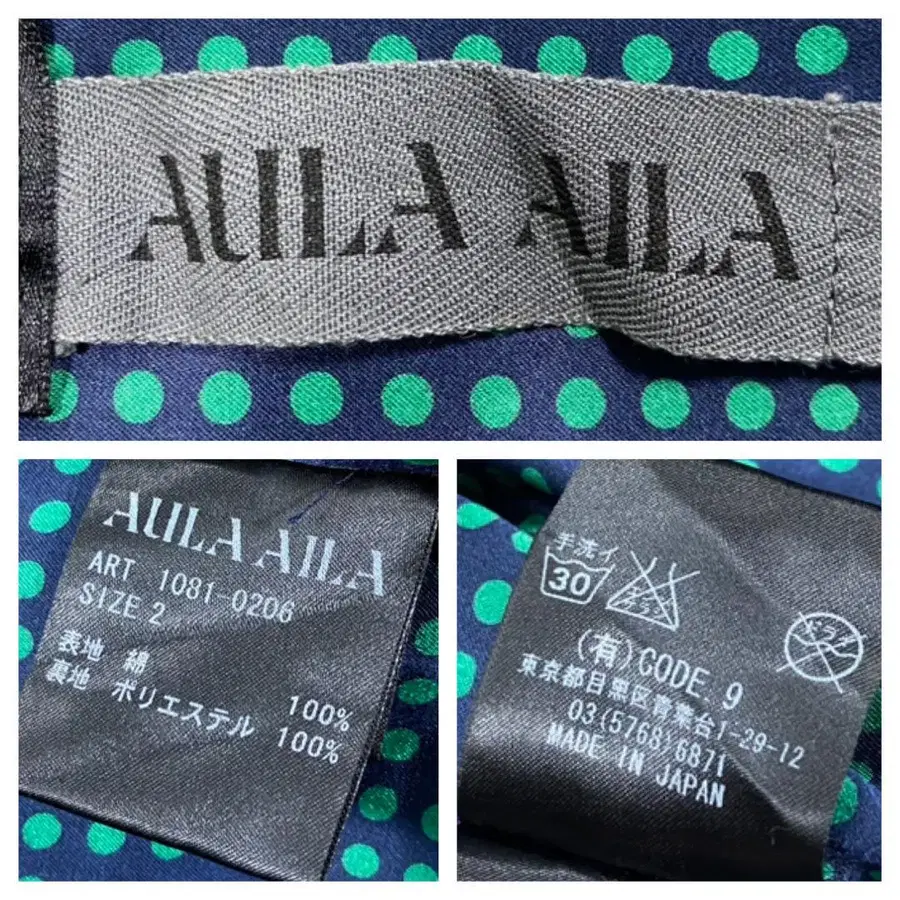 AULA AILA
AULA AILA
ART 1081-0206
SIZE 2
表地 綿 100%
裏地 ポリエステル 100%
手洗イ
30
(有)CODE.9
東京都目黒区青葉台1-29-12
03(5768)6871
MADE IN JAPAN